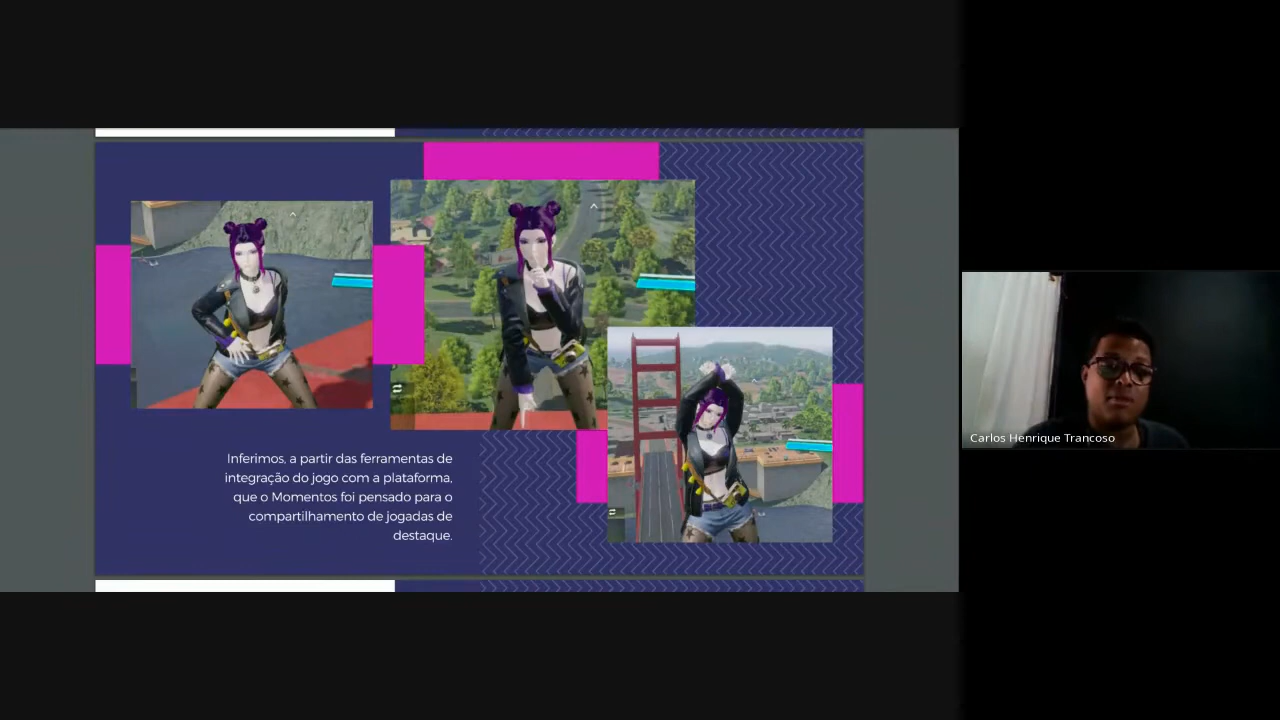 Inferimos, a partir das ferramentas de
integração do jogo com a plataforma,
que o Momentos foi pensado para o
compartilhamento de jogadas de
destaque.
Carlos Henrique Trancoso